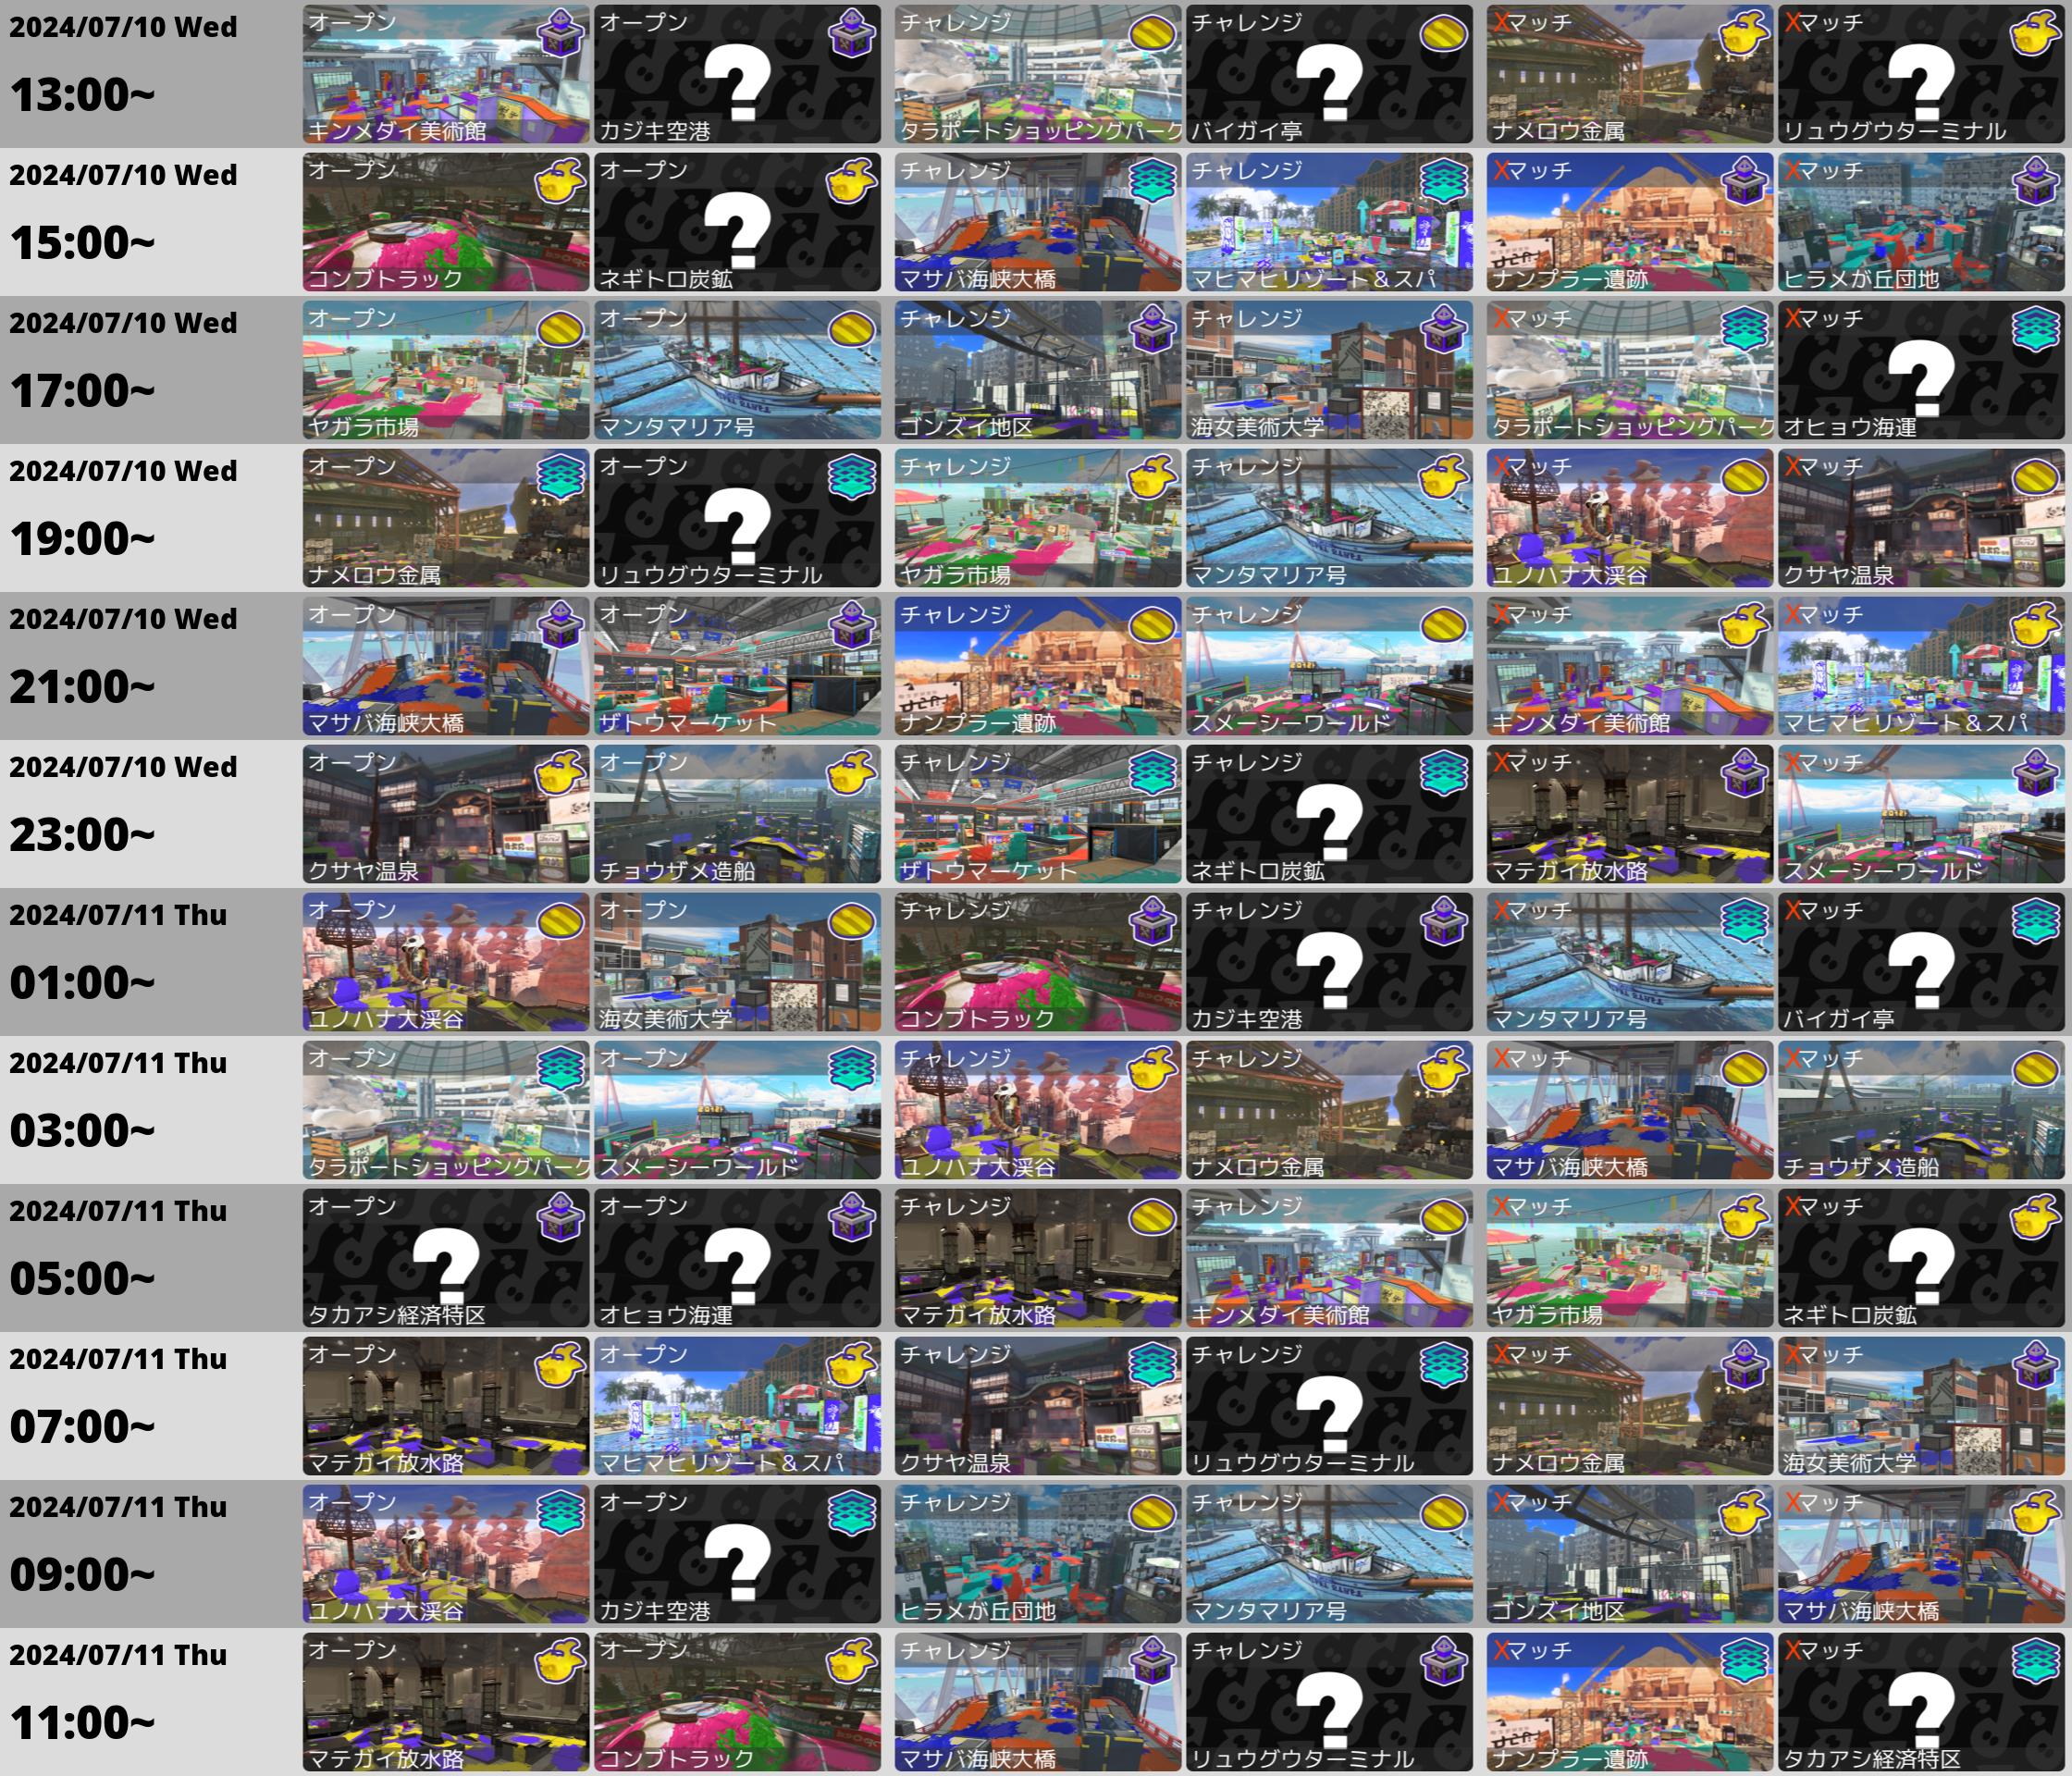 2024/07/10 Wed
13:00~
オープン
キンメダイ美術館
オープン
カジキ空港
チャレンジ
タラポートショッピングパーク
チャレンジ
バイガイ亭
Xマッチ
ナメロウ金属
Xマッチ
リュウグウターミナル
2024/07/10 Wed
15:00~
オープン
コンブトラック
オープン
ネギトロ炭鉱
チャレンジ
マサバ海峡大橋
チャレンジ
マヒマヒリゾート&スパ
Xマッチ
ナンプラー遺跡
Xマッチ
ヒラメが丘団地
2024/07/10 Wed
17:00~
オープン
ヤガラ市場
オープン
マンタマリア号
チャレンジ
ゴンズイ地区
チャレンジ
海女美術大学
Xマッチ
タラポートショッピングパーク
Xマッチ
オヒョウ海運
2024/07/10 Wed
19:00~
オープン
ナメロウ金属
オープン
リュウグウターミナル
チャレンジ
ヤガラ市場
チャレンジ
マンタマリア号
Xマッチ
ユノハナ大渓谷
Xマッチ
クサヤ温泉
2024/07/10 Wed
21:00~
オープン
マサバ海峡大橋
オープン
ザトウマーケット
チャレンジ
ナンプラー遺跡
チャレンジ
スメーシーワールド
Xマッチ
キンメダイ美術館
Xマッチ
マヒマヒリゾート&スパ
2024/07/10 Wed
23:00~
オープン
クサヤ温泉
オープン
チョウザメ造船
チャレンジ
ザトウマーケット
チャレンジ
ネギトロ炭鉱
Xマッチ
マテガイ放水路
Xマッチ
スメーシーワールド
2024/07/11 Thu
01:00~
オープン
ユノハナ大渓谷
オープン
海女美術大学
チャレンジ
コンブトラック
チャレンジ
カジキ空港
Xマッチ
マンタマリア号
Xマッチ
バイガイ亭
2024/07/11 Thu
03:00~
オープン
タラポートショッピングパーク
オープン
スメーシーワールド
チャレンジ
ユノハナ大渓谷
チャレンジ
ナメロウ金属
Xマッチ
マサバ海峡大橋
Xマッチ
チョウザメ造船
2024/07/11 Thu
05:00~
オープン
タカアシ経済特区
オープン
オヒョウ海運
チャレンジ
マテガイ放水路
チャレンジ
キンメダイ美術館
Xマッチ
ヤガラ市場
Xマッチ
ネギトロ炭鉱
2024/07/11 Thu
07:00~
オープン
マテガイ放水路
オープン
マヒマヒリゾート&スパ
チャレンジ
クサヤ温泉
チャレンジ
リュウグウターミナル
Xマッチ
ナメロウ金属
Xマッチ
海女美術大学
2024/07/11 Thu
09:00~
オープン
ユノハナ大渓谷
オープン
カジキ空港
チャレンジ
ヒラメが丘団地
チャレンジ
マンタマリア号
Xマッチ
ゴンズイ地区
Xマッチ
マサバ海峡大橋
2024/07/11 Thu
11:00~
オープン
マテガイ放水路
オープン
コンブトラック
チャレンジ
マサバ海峡大橋
チャレンジ
リュウグウターミナル
Xマッチ
ナンプラー遺跡
Xマッチ
タカアシ経済特区